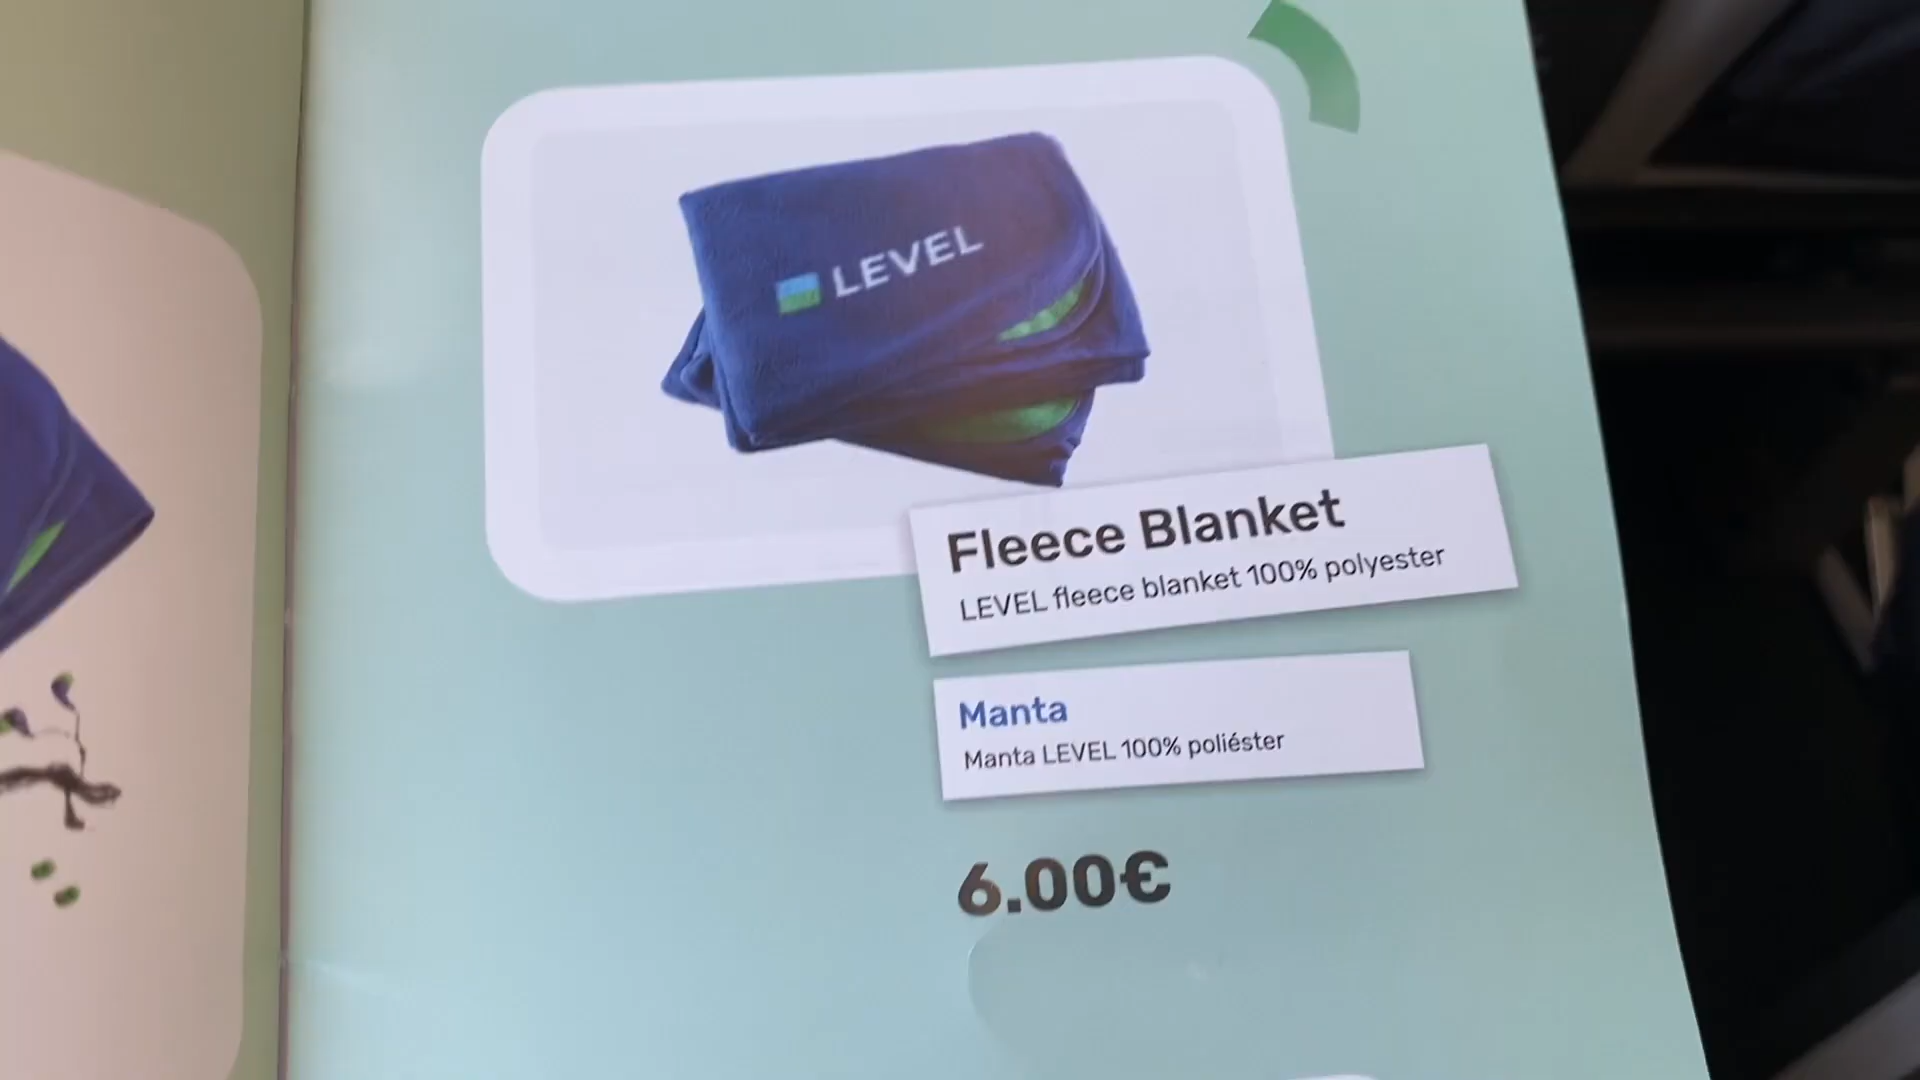 LEVEL
Fleece Blanket
LEVEL fleece blanket 100% polyester
Manta
Manta LEVEL 100% poliéster
6.00€